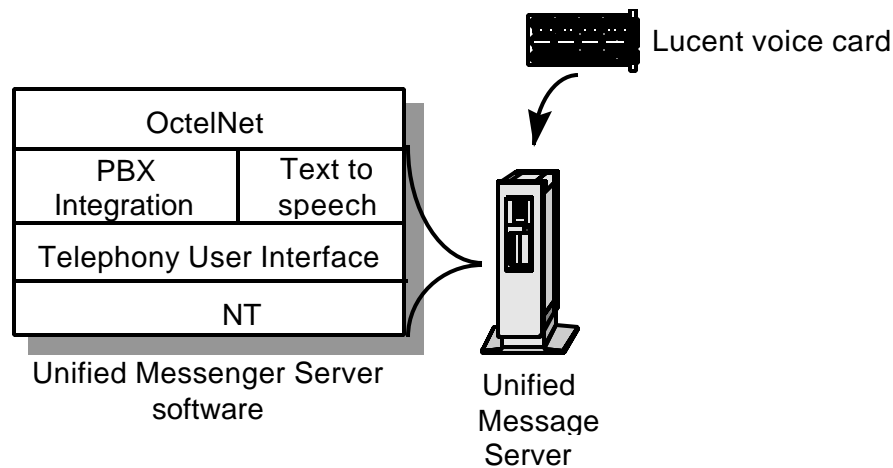 Lucent voice card
OctelNet
PBX
Integration
Text to
speech
Telephony User Interface
NT
Unified Messenger Server
software
Unified
Message
Server